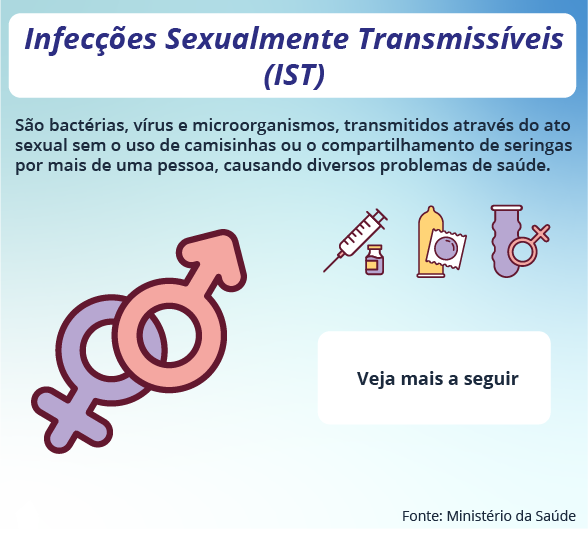 Infecções Sexualmente Transmissíveis
(IST)
São bactérias, vírus e microorganismos, transmitidos através do ato
sexual sem o uso de camisinhas ou o compartilhamento de seringas
por mais de uma pessoa, causando diversos problemas de saúde.
Veja mais a seguir
Fonte: Ministério da Saúde